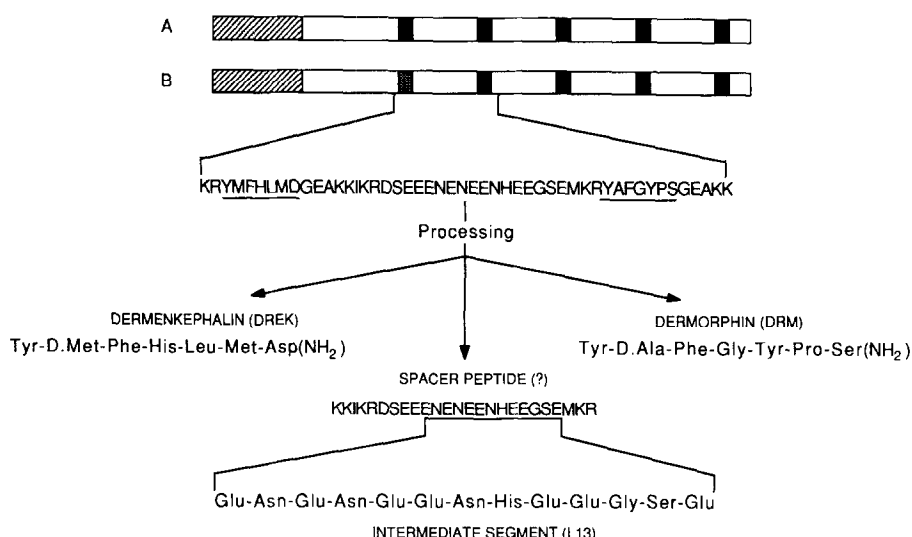 A
B
KRYMFHLMDGEAKKIKRDSEEENENEENHEEGSEMKRYAFGYPSGEAKK
Processing
DERMENKEPHALIN (DREK)
DERMORPHIN (DRM)
Tyr-D.Met-Phe-His-Leu-Met-Asp(NH2)
Tyr-D.Ala-Phe-Gly-Tyr-Pro-Ser(NH2)
SPACER PEPTIDE (?)
KKIKRDSEEENENEENHEEGSEMKR
Glu-Asn-Glu-Asn-Glu-Glu-Asn-His-Glu-Glu-Gly-Ser-Glu
INTERMEDIATE SEGMENT (I.13)